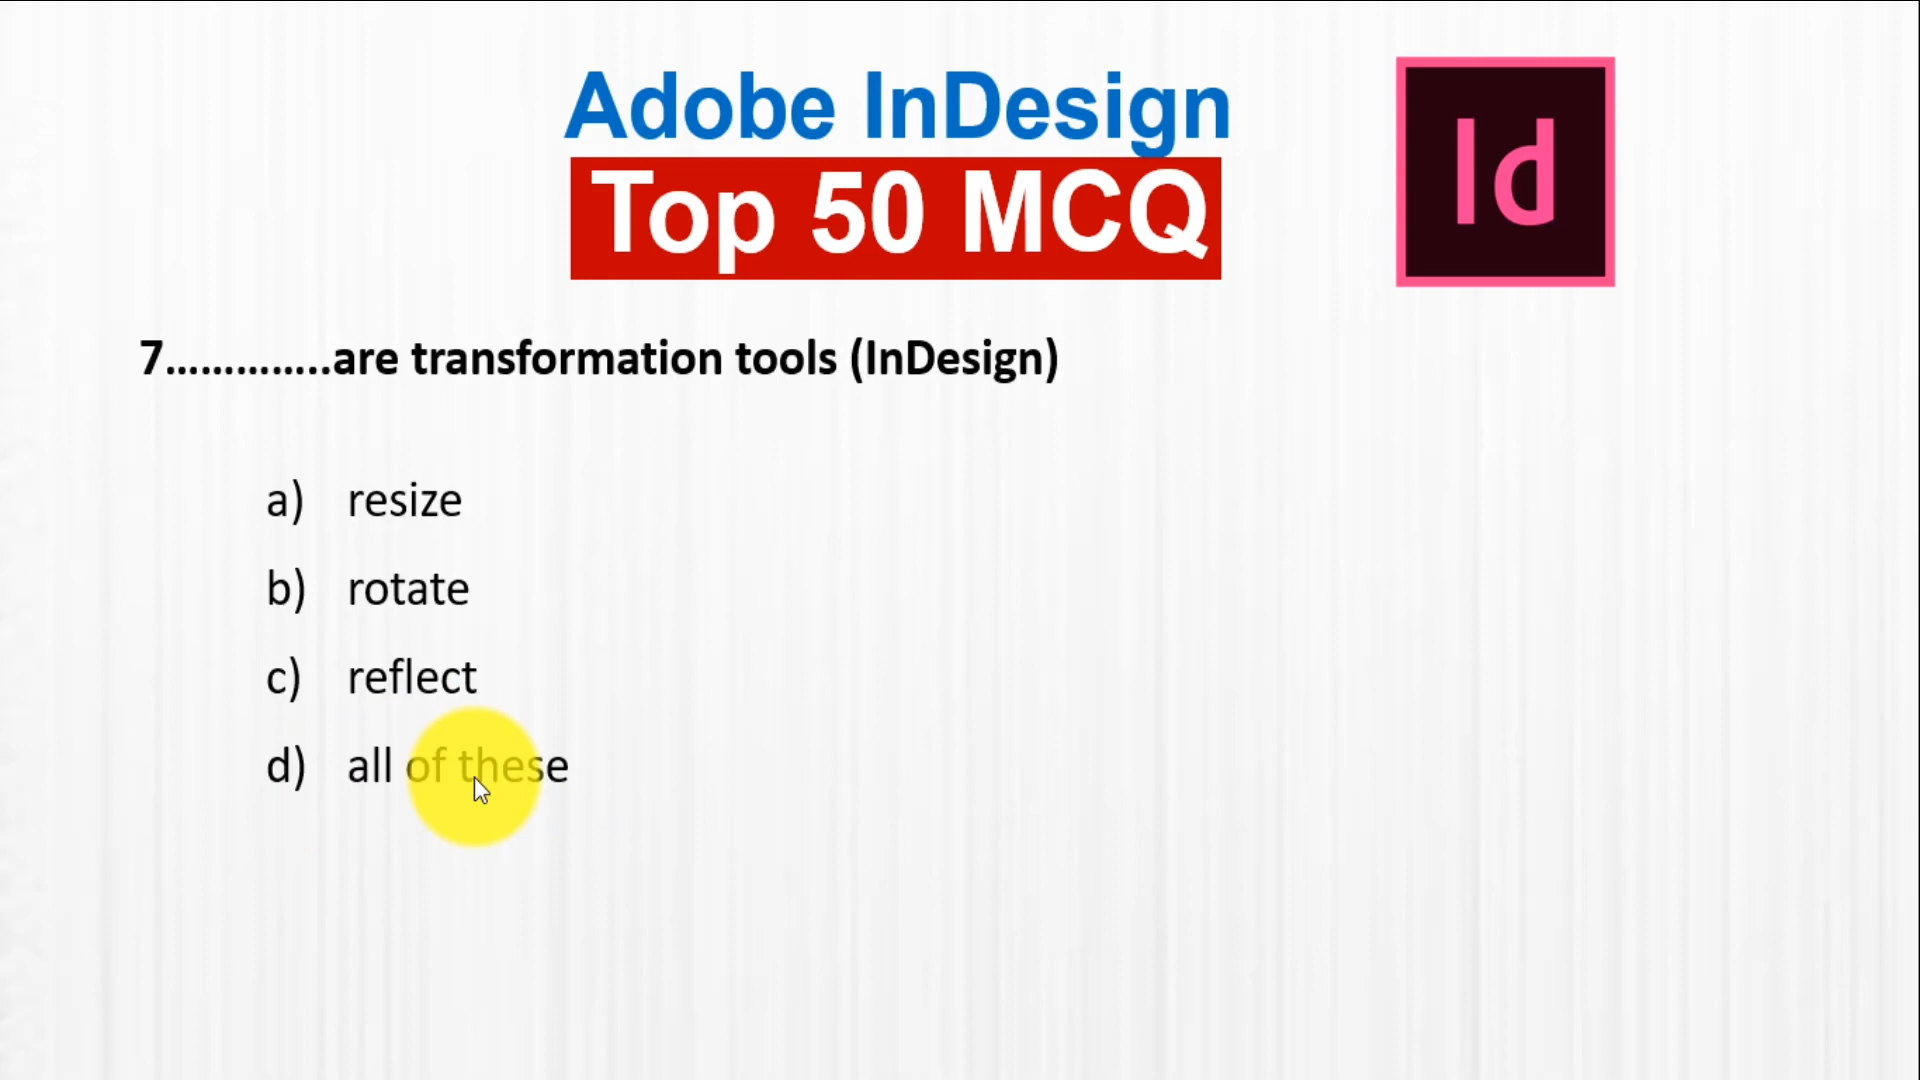 Adobe InDesign
Top 50 MCQ
Id
7..............are transformation tools (InDesign)
a) resize
b) rotate
c) reflect
d) all of these